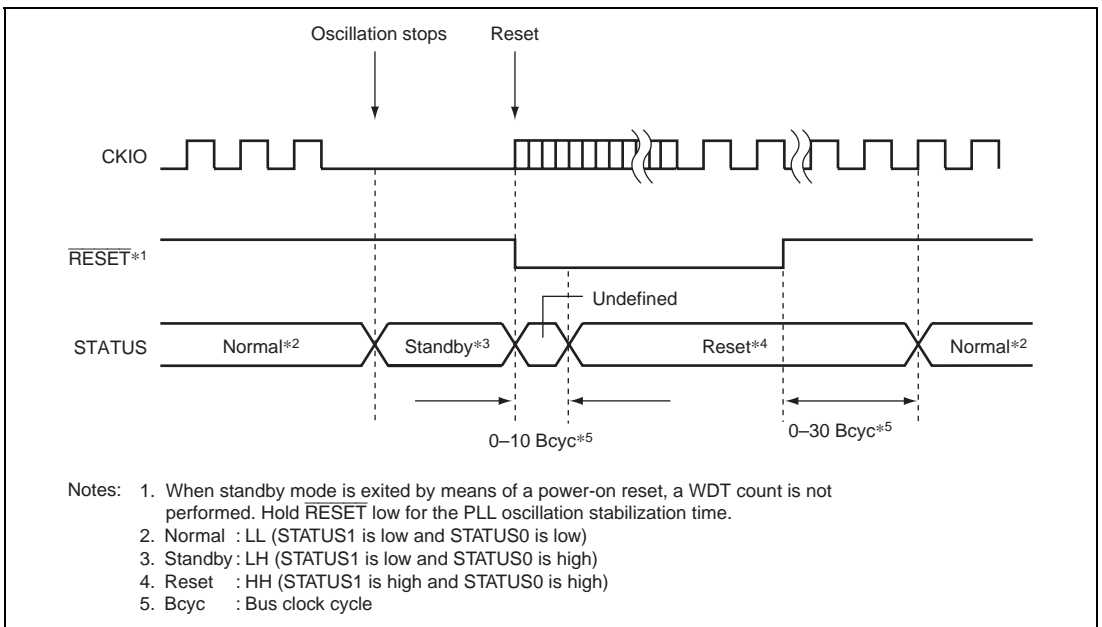 Oscillation stops Reset
CKIO
RESET*1
Undefined
STATUS Normal*2 Standby*3 Reset*4 Normal*2
0–10 Bcyc*5 0–30 Bcyc*5
Notes: 1. When standby mode is exited by means of a power-on reset, a WDT count is not
performed. Hold RESET low for the PLL oscillation stabilization time.
2. Normal : LL (STATUS1 is low and STATUS0 is low)
3. Standby : LH (STATUS1 is low and STATUS0 is high)
4. Reset : HH (STATUS1 is high and STATUS0 is high)
5. Bcyc : Bus clock cycle